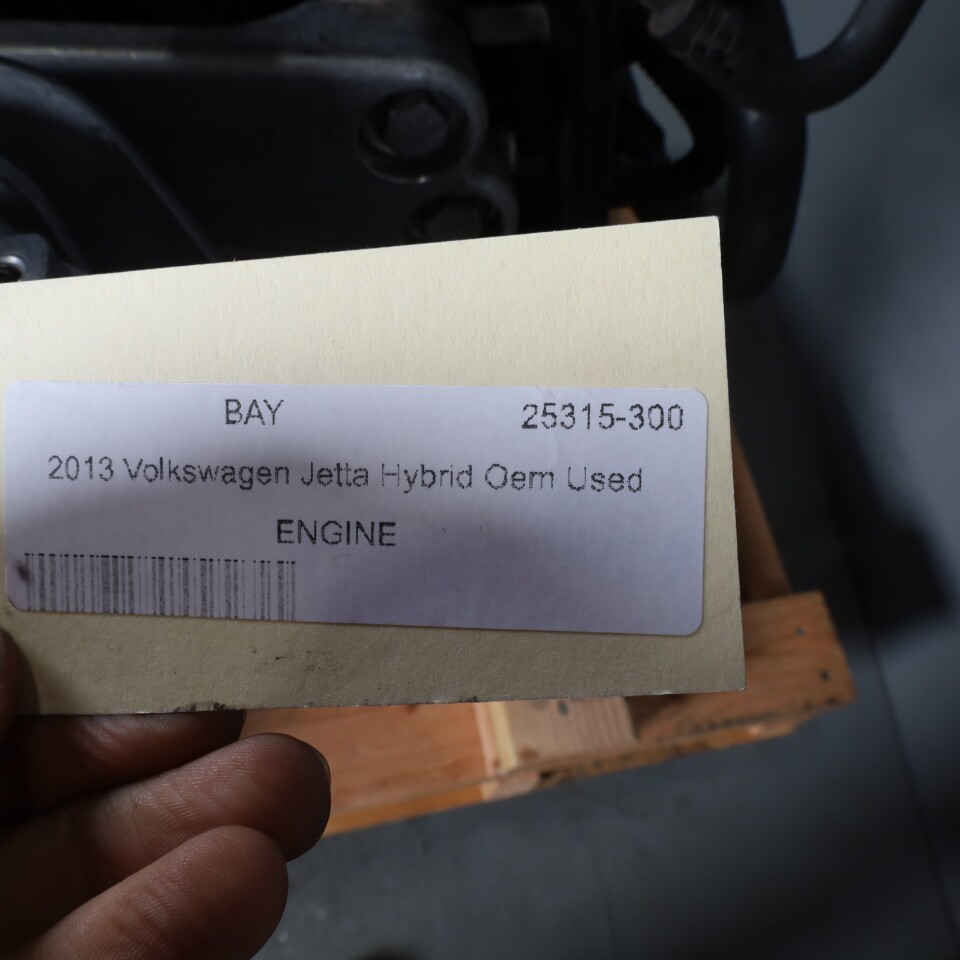 BAY 25315-300
2013 Volkswagen Jetta Hybrid Oem Used
ENGINE